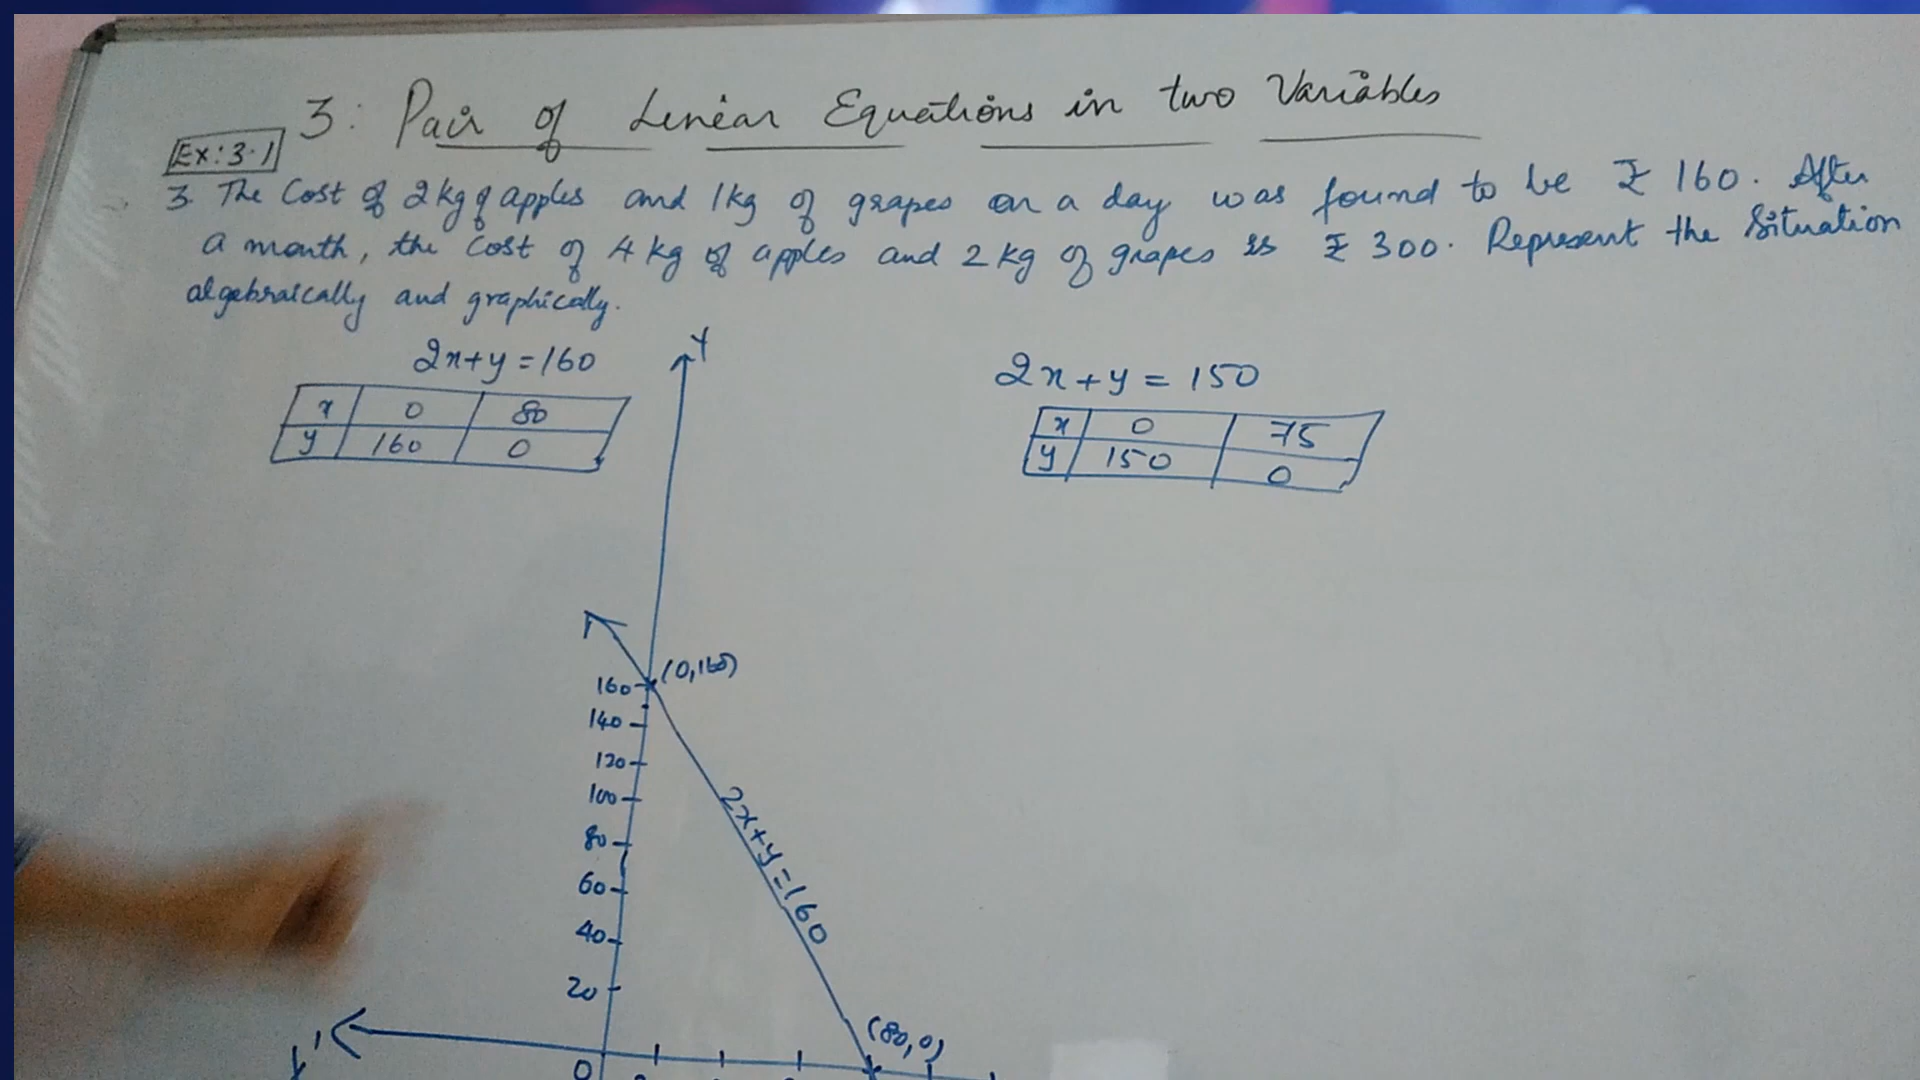 3: Pair of Linear Equations in two Variables
Ex: 3.1
3. The Cost of 2kg of apples and 1kg of grapes on a day was found to be ₹ 160. After
a month, the cost of 4 kg of apples and 2 kg of grapes is ₹ 300. Represent the Situation
algebraically and graphically.
2x+y=160
x 0 80
y 160 0
2x+y = 150
x 0 75
y 150 0
Y
(0,160)
160
140
120
100
80
60
40
20
2x+y=160
(80,0)
X'
0